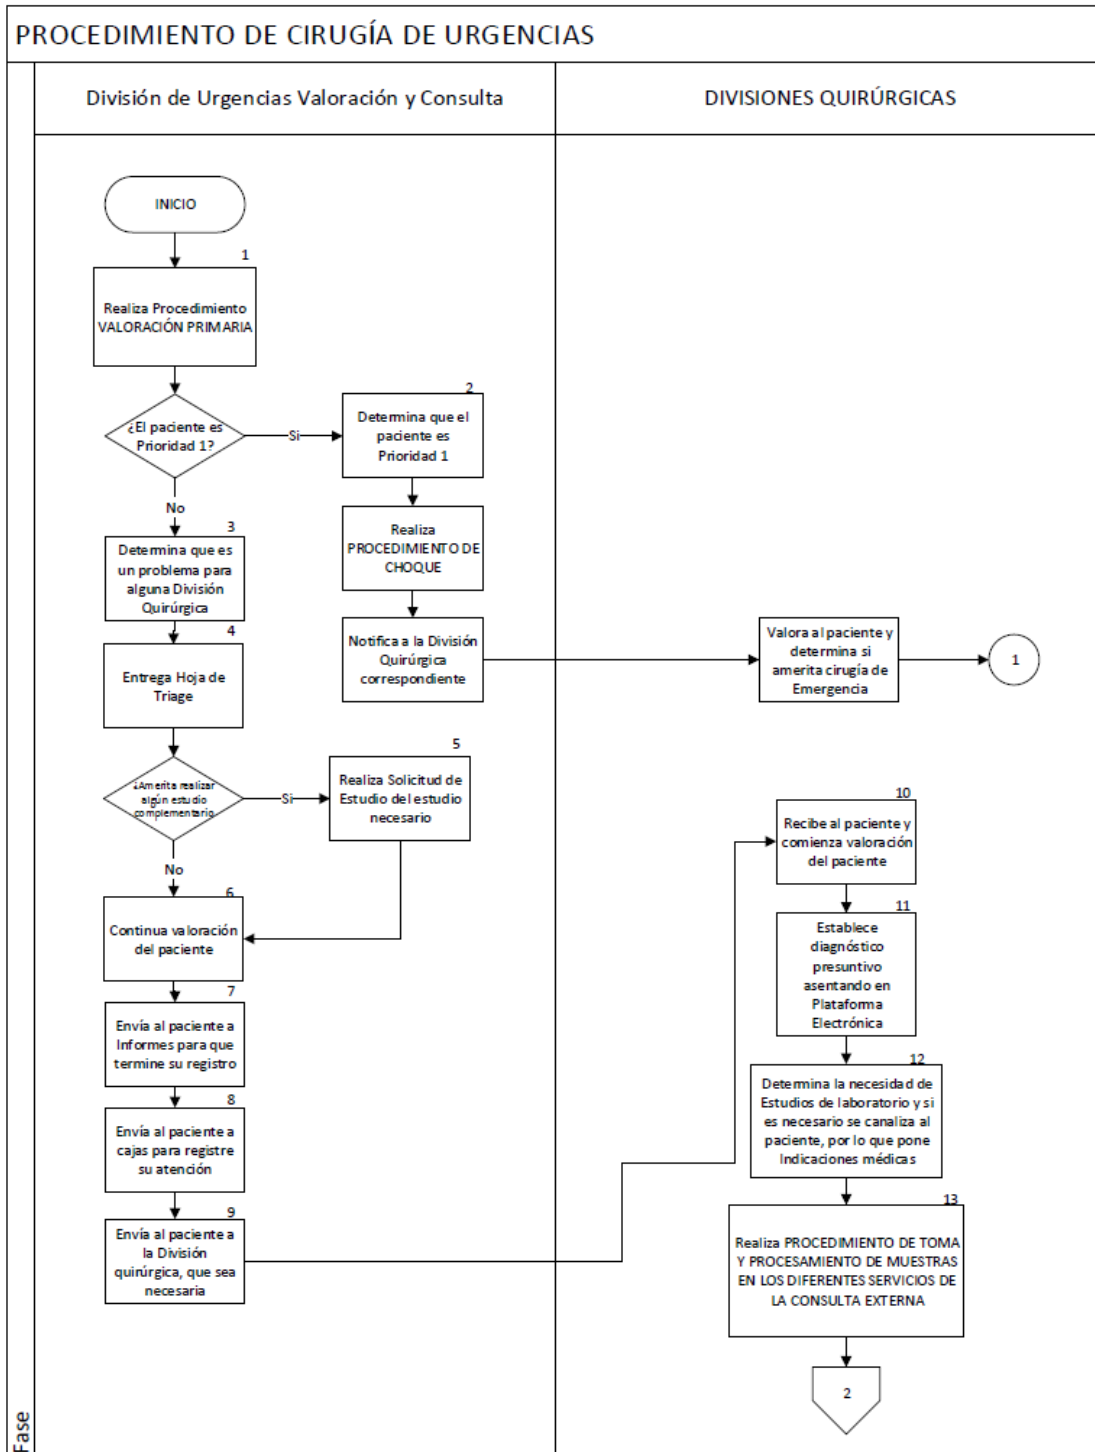 PROCEDIMIENTO DE CIRUGÍA DE URGENCIAS
División de Urgencias Valoración y Consulta
DIVISIONES QUIRÚRGICAS
INICIO
1
Realiza Procedimiento
VALORACIÓN PRIMARIA
¿El paciente es
Prioridad 1?
Si
No
2
Determina que el
paciente es
Prioridad 1
Realiza
PROCEDIMIENTO DE
CHOQUE
Notifica a la División
Quirúrgica
correspondiente
Valora al paciente y
determina si
amerita cirugía de
Emergencia
1
3
Determina que es
un problema para
alguna División
Quirúrgica
4
Entrega Hoja de
Triage
¿Amerita realizar
algún estudio
complementario
Si
No
5
Realiza Solicitud de
Estudio del estudio
necesario
6
Continua valoración
del paciente
7
Envía al paciente a
Informes para que
termine su registro
8
Envía al paciente a
cajas para registre
su atención
9
Envía al paciente a
la División
quirúrgica, que sea
necesaria
10
Recibe al paciente y
comienza valoración
del paciente
11
Establece
diagnóstico
presuntivo
asentando en
Plataforma
Electrónica
12
Determina la necesidad de
Estudios de laboratorio y si
es necesario se canaliza al
paciente, por lo que pone
Indicaciones médicas
13
Realiza PROCEDIMIENTO DE TOMA
Y PROCESAMIENTO DE MUESTRAS
EN LOS DIFERENTES SERVICIOS DE
LA CONSULTA EXTERNA
2
Fase